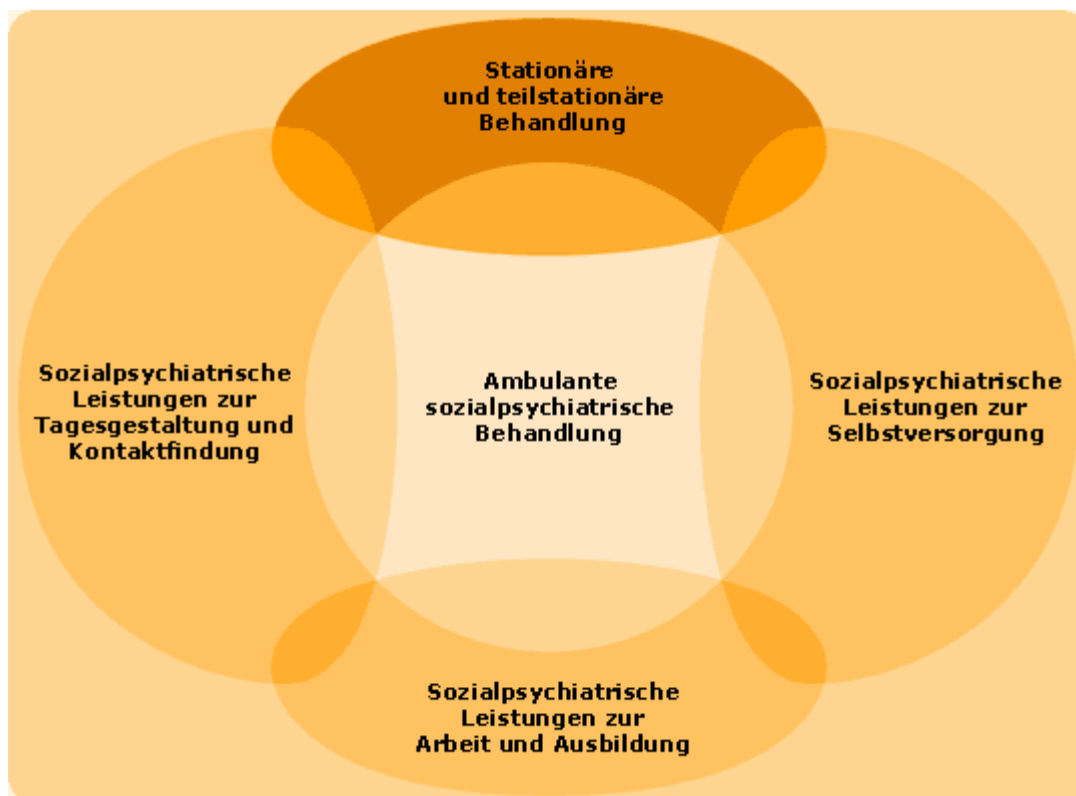 Stationäre
und teilstationäre
Behandlung
Sozialpsychiatrische
Leistungen zur
Tagesgestaltung und
Kontaktfindung
Ambulante
sozialpsychiatrische
Behandlung
Sozialpsychiatrische
Leistungen zur
Selbstversorgung
Sozialpsychiatrische
Leistungen zur
Arbeit und Ausbildung